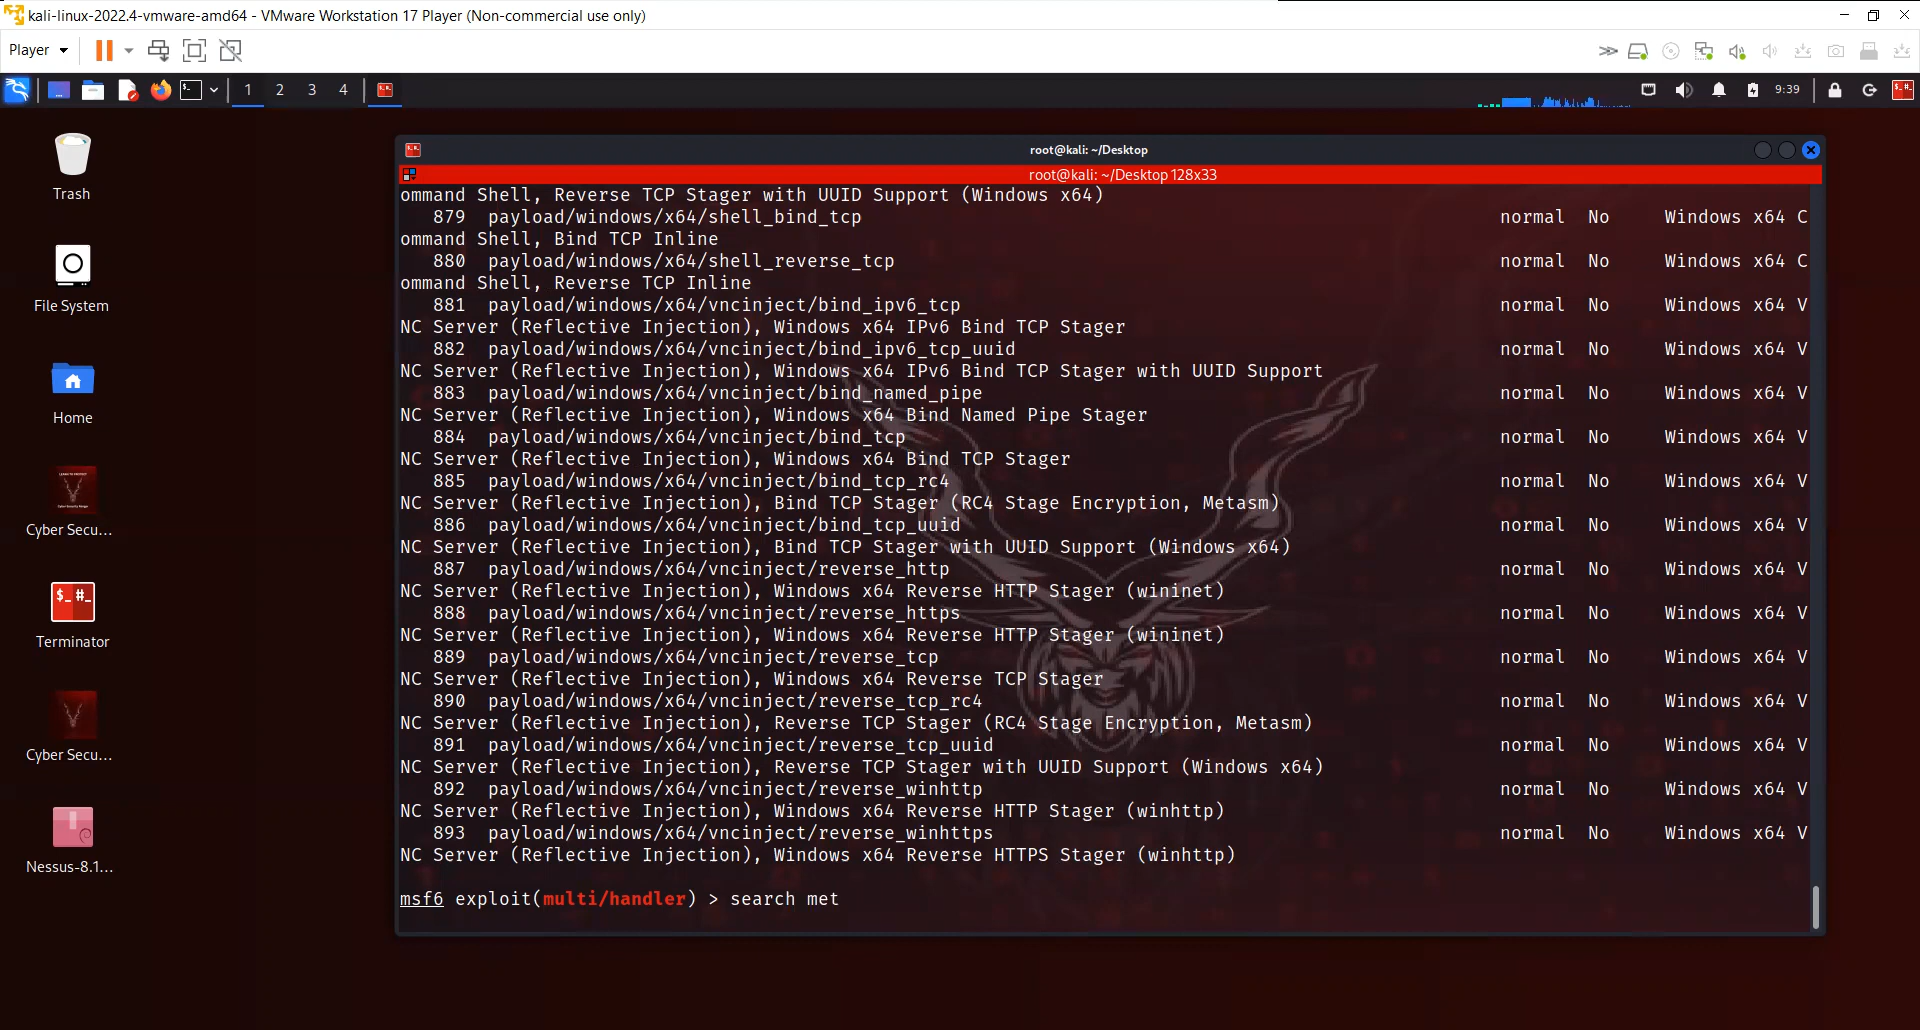 kali-linux-2022.4-vmware-amd64 - VMware Workstation 17 Player (Non-commercial use only)
Player
1 2 3 4
9:39
Trash
File System
Home
Cyber Secu...
Terminator
Cyber Secu...
Nessus-8.1...
root@kali: ~/Desktop
root@kali: ~/Desktop 128x33
ommand Shell, Reverse TCP Stager with UUID Support (Windows x64)
879 payload/windows/x64/shell_bind_tcp normal No Windows x64 C
ommand Shell, Bind TCP Inline
880 payload/windows/x64/shell_reverse_tcp normal No Windows x64 C
ommand Shell, Reverse TCP Inline
881 payload/windows/x64/vncinject/bind_ipv6_tcp normal No Windows x64 V
NC Server (Reflective Injection), Windows x64 IPv6 Bind TCP Stager
882 payload/windows/x64/vncinject/bind_ipv6_tcp_uuid normal No Windows x64 V
NC Server (Reflective Injection), Windows x64 IPv6 Bind TCP Stager with UUID Support
883 payload/windows/x64/vncinject/bind_named_pipe normal No Windows x64 V
NC Server (Reflective Injection), Windows x64 Bind Named Pipe Stager
884 payload/windows/x64/vncinject/bind_tcp normal No Windows x64 V
NC Server (Reflective Injection), Windows x64 Bind TCP Stager
885 payload/windows/x64/vncinject/bind_tcp_rc4 normal No Windows x64 V
NC Server (Reflective Injection), Bind TCP Stager (RC4 Stage Encryption, Metasm)
886 payload/windows/x64/vncinject/bind_tcp_uuid normal No Windows x64 V
NC Server (Reflective Injection), Bind TCP Stager with UUID Support (Windows x64)
887 payload/windows/x64/vncinject/reverse_http normal No Windows x64 V
NC Server (Reflective Injection), Windows x64 Reverse HTTP Stager (wininet)
888 payload/windows/x64/vncinject/reverse_https normal No Windows x64 V
NC Server (Reflective Injection), Windows x64 Reverse HTTP Stager (wininet)
889 payload/windows/x64/vncinject/reverse_tcp normal No Windows x64 V
NC Server (Reflective Injection), Windows x64 Reverse TCP Stager
890 payload/windows/x64/vncinject/reverse_tcp_rc4 normal No Windows x64 V
NC Server (Reflective Injection), Reverse TCP Stager (RC4 Stage Encryption, Metasm)
891 payload/windows/x64/vncinject/reverse_tcp_uuid normal No Windows x64 V
NC Server (Reflective Injection), Reverse TCP Stager with UUID Support (Windows x64)
892 payload/windows/x64/vncinject/reverse_winhttp normal No Windows x64 V
NC Server (Reflective Injection), Windows x64 Reverse HTTP Stager (winhttp)
893 payload/windows/x64/vncinject/reverse_winhttps normal No Windows x64 V
NC Server (Reflective Injection), Windows x64 Reverse HTTPS Stager (winhttp)
msf6 exploit(multi/handler) > search met